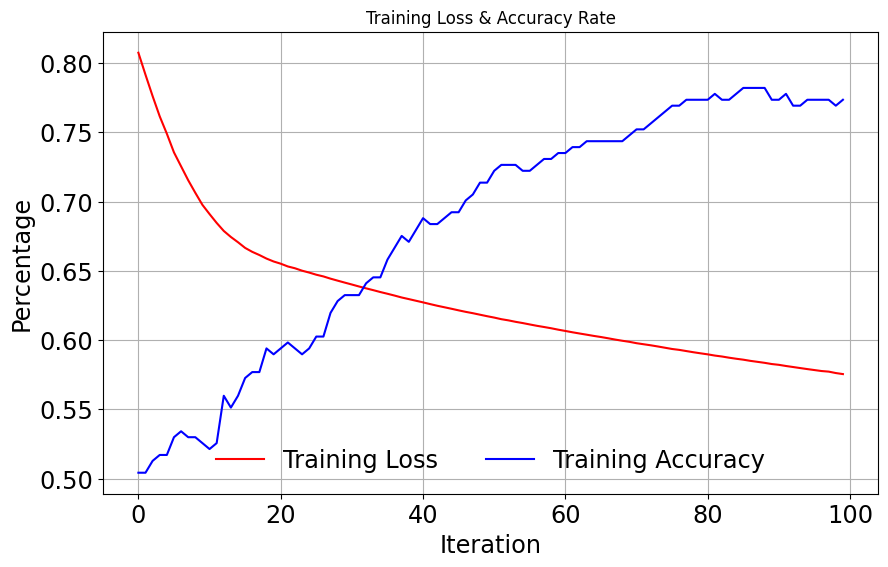 Training Loss & Accuracy Rate
0.80
0.75
0.70
0.65
0.60
0.55
0.50
Percentage
Training Loss Training Accuracy
0 20 40 60 80 100
Iteration